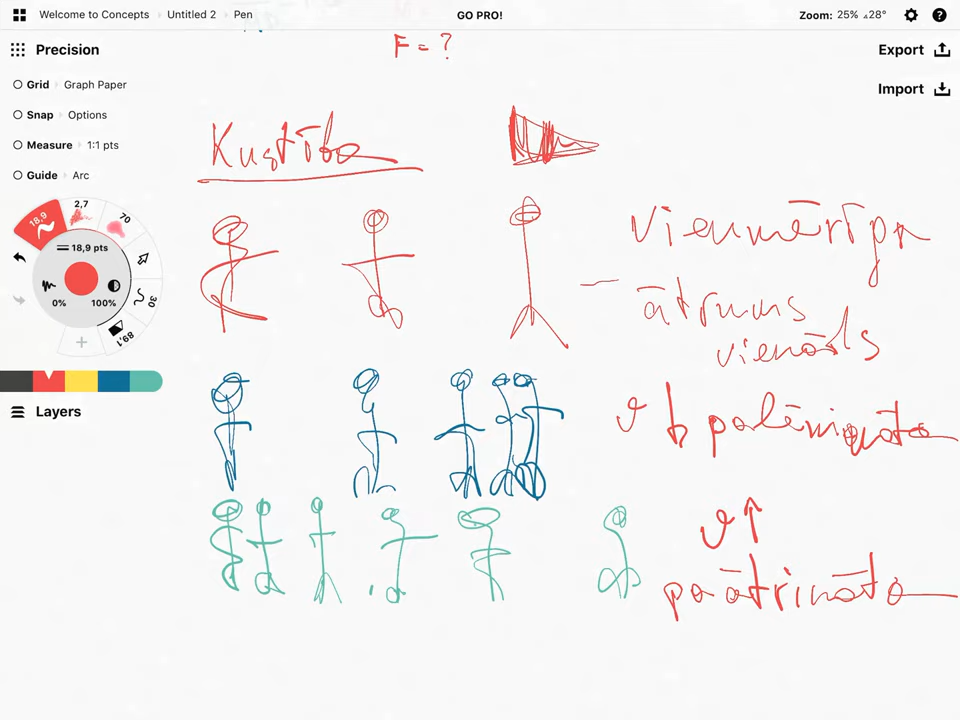 Welcome to Concepts › Untitled 2 › Pen
GO PRO!
Zoom: 25% ⊿28°
F = ?
Precision
Export
Import
Grid › Graph Paper
Snap › Options
Measure › 1:1 pts
Guide › Arc
18,9
2,7
70
18,9 pts
0%
100%
30
89,1
Layers
Kustība
vienmērīga
ātrums
vienāds
v ↓ palēnināta
v ↑
paātrināta